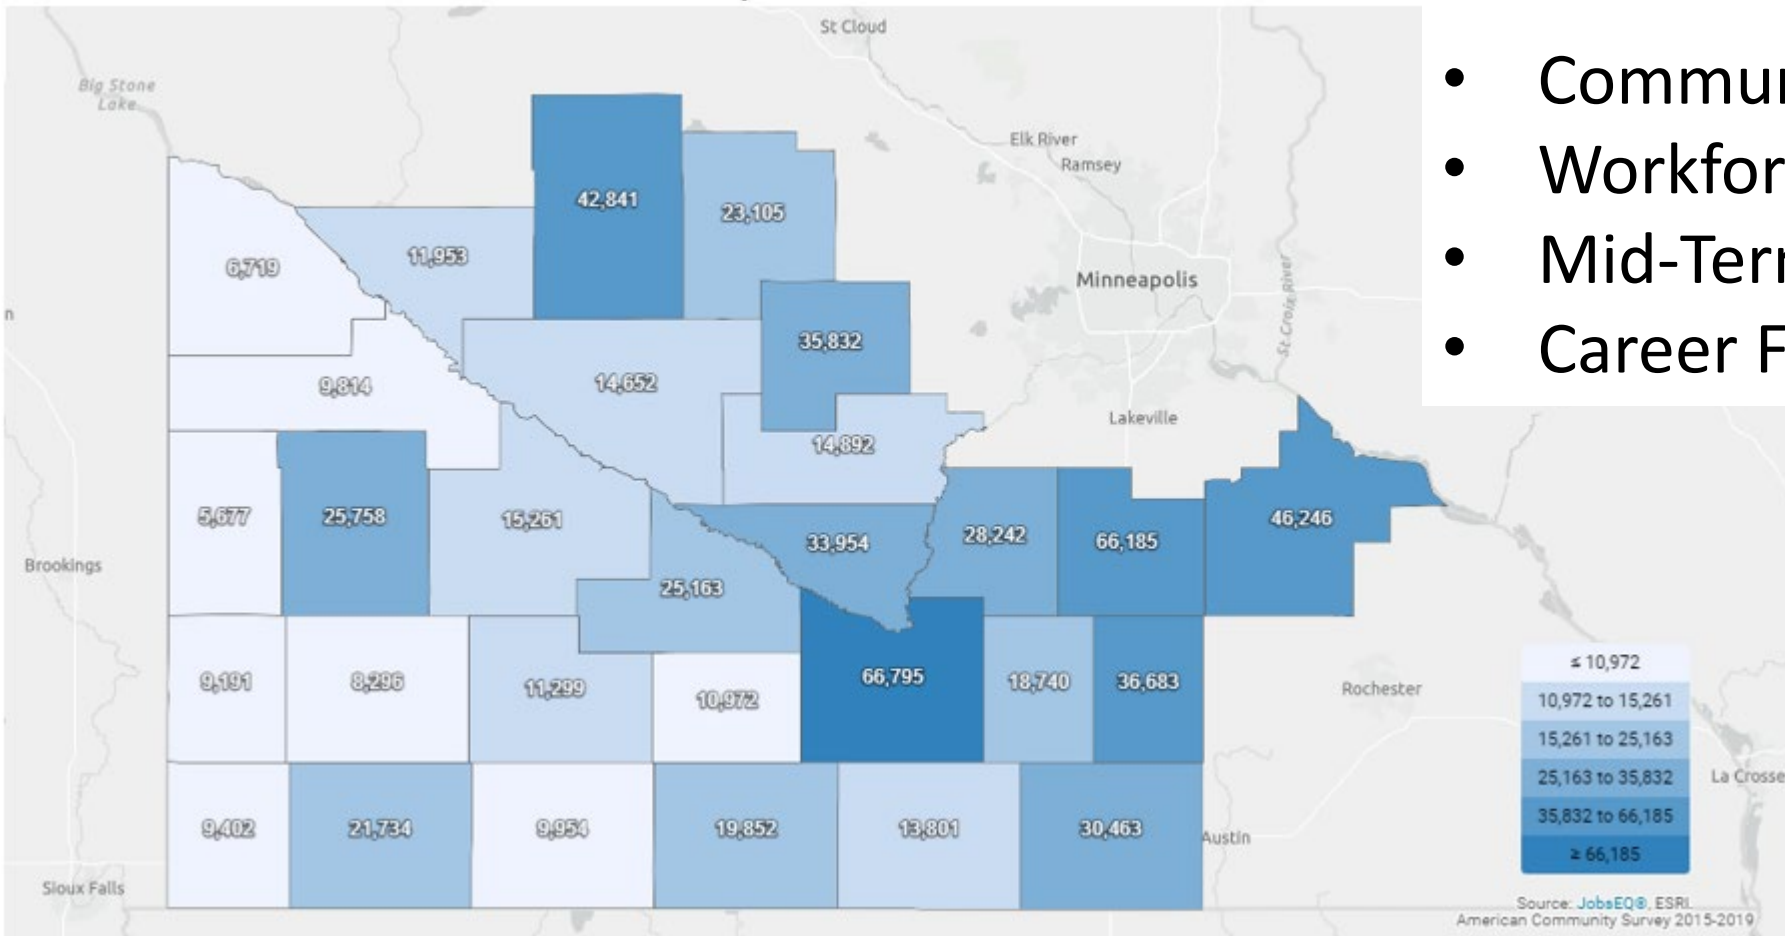 St Cloud
Big Stone
Lake
Elk River
Ramsey
Minneapolis
St Croix River
Lakeville
Brookings
Rochester
La Crosse
Austin
Sioux Falls
n
42,841
23,105
11,953
6,719
35,832
9,814
14,652
14,892
5,677
25,758
15,261
33,954
28,242
66,185
46,246
25,163
9,191
8,296
11,299
10,972
66,795
18,740
36,683
9,402
21,734
9,954
19,852
13,801
30,463
≤ 10,972
10,972 to 15,261
15,261 to 25,163
25,163 to 35,832
35,832 to 66,185
≥ 66,185
Source: JobsEQ®, ESRI,
American Community Survey 2015-2019
• Commu
• Workfor
• Mid-Ter
• Career F